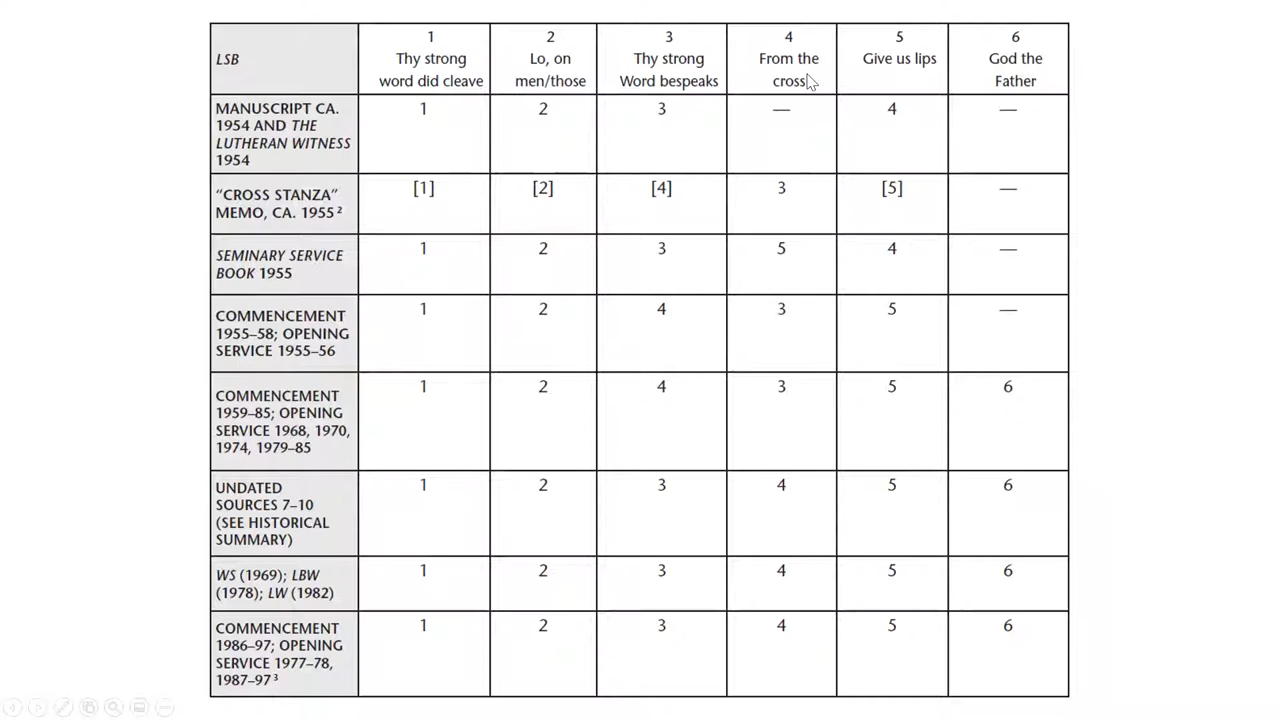 LSB
1
Thy strong
word did cleave
2
Lo, on
men/those
3
Thy strong
Word bespeaks
4
From the
cross
5
Give us lips
6
God the
Father
MANUSCRIPT CA.
1954 AND THE
LUTHERAN WITNESS
1954
1
2
3
—
4
—
“CROSS STANZA”
MEMO, CA. 1955 ²
[1]
[2]
[4]
3
[5]
—
SEMINARY SERVICE
BOOK 1955
1
2
3
5
4
—
COMMENCEMENT
1955–58; OPENING
SERVICE 1955–56
1
2
4
3
5
—
COMMENCEMENT
1959–85; OPENING
SERVICE 1968, 1970,
1974, 1979–85
1
2
4
3
5
6
UNDATED
SOURCES 7–10
(SEE HISTORICAL
SUMMARY)
1
2
3
4
5
6
WS (1969); LBW
(1978); LW (1982)
1
2
3
4
5
6
COMMENCEMENT
1986–97; OPENING
SERVICE 1977–78,
1987–97 ³
1
2
3
4
5
6